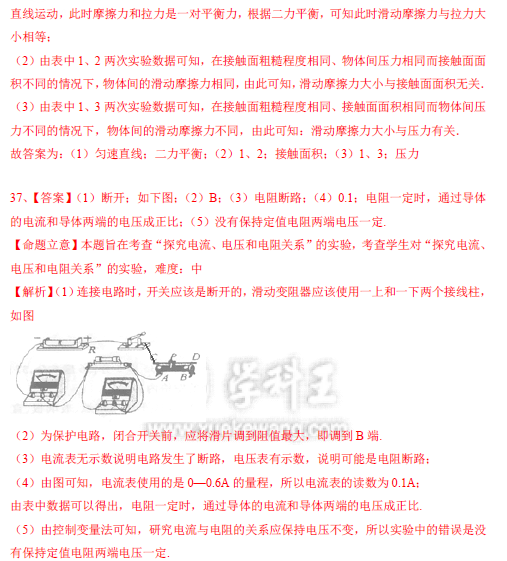 直线运动，此时摩擦力和拉力是一对平衡力，根据二力平衡，可知此时滑动摩擦力与拉力大
小相等；
（2）由表中 1、2 两次实验数据可知，在接触面粗糙程度相同、物体间压力相同而接触面面
积不同的情况下，物体间的滑动摩擦力相同，由此可知，滑动摩擦力大小与接触面面积无关.
（3）由表中 1、3 两次实验数据可知，在接触面粗糙程度相同、接触面面积相同而物体间压
力不同的情况下，物体间的滑动摩擦力不同，由此可知：滑动摩擦力大小与压力有关.
故答案为：（1）匀速直线；二力平衡；（2）1、2；接触面积；（3）1、3；压力
37、【答案】（1）断开；如下图；（2）B；（3）电阻断路；（4）0.1；电阻一定时，通过导体
的电流和导体两端的电压成正比；（5）没有保持定值电阻两端电压一定.
【命题立意】本题旨在考查“探究电流、电压和电阻关系”的实验，考查学生对“探究电流、
电压和电阻关系”的实验，难度：中
【解析】（1）连接电路时，开关应该是断开的，滑动变阻器应该使用一上和一下两个接线柱，
如图
R
C P D
A B
学科王
www.xuekewang.com
（2）为保护电路，闭合开关前，应将滑片调到阻值最大，即调到 B 端.
（3）电流表无示数说明电路发生了断路，电压表有示数，说明可能是电阻断路；
（4）由图可知，电流表使用的是 0—0.6A 的量程，所以电流表的读数为 0.1A；
由表中数据可以得出，电阻一定时，通过导体的电流和导体两端的电压成正比.
（5）由控制变量法可知，研究电流与电阻的关系应保持电压不变，所以实验中的错误是没
有保持定值电阻两端电压一定.